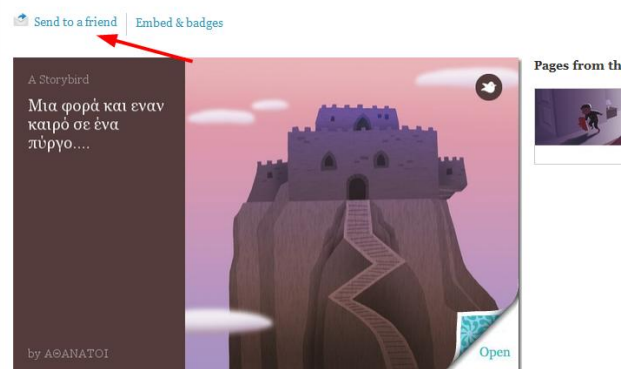 Send to a friend
Embed & badges
A Storybird
Μια φορά και εναν
καιρό σε ένα
πύργο....
by ΑΘΑΝΑΤΟΙ
Open
Pages from th